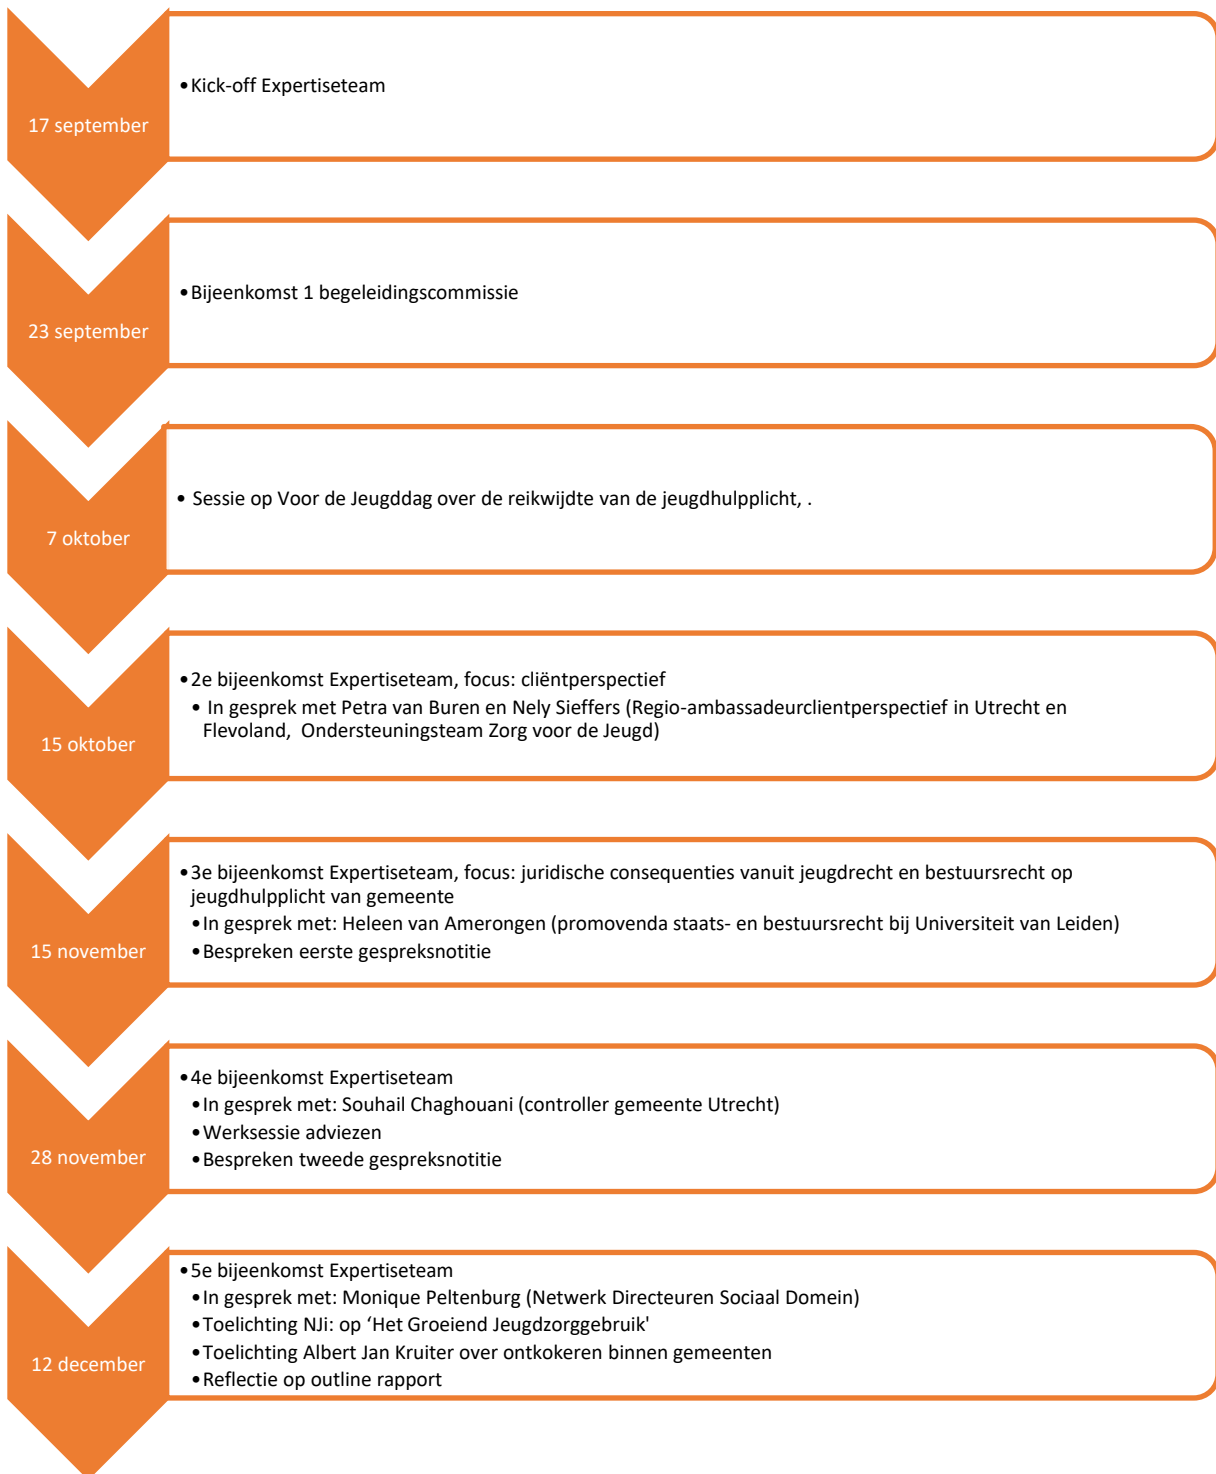 17 september
•Kick-off Expertiseteam
23 september
•Bijeenkomst 1 begeleidingscommissie
7 oktober
• Sessie op Voor de Jeugddag over de reikwijdte van de jeugdhulpplicht, .
15 oktober
•2e bijeenkomst Expertiseteam, focus: cliëntperspectief
• In gesprek met Petra van Buren en Nely Sieffers (Regio-ambassadeurclientperspectief in Utrecht en
Flevoland, Ondersteuningsteam Zorg voor de Jeugd)
15 november
•3e bijeenkomst Expertiseteam, focus: juridische consequenties vanuit jeugdrecht en bestuursrecht op
jeugdhulpplicht van gemeente
•In gesprek met: Heleen van Amerongen (promovenda staats- en bestuursrecht bij Universiteit van Leiden)
•Bespreken eerste gespreksnotitie
28 november
•4e bijeenkomst Expertiseteam
•In gesprek met: Souhail Chaghouani (controller gemeente Utrecht)
•Werksessie adviezen
•Bespreken tweede gespreksnotitie
12 december
•5e bijeenkomst Expertiseteam
•In gesprek met: Monique Peltenburg (Netwerk Directeuren Sociaal Domein)
•Toelichting NJi: op ‘Het Groeiend Jeugdzorggebruik'
•Toelichting Albert Jan Kruiter over ontkokeren binnen gemeenten
•Reflectie op outline rapport